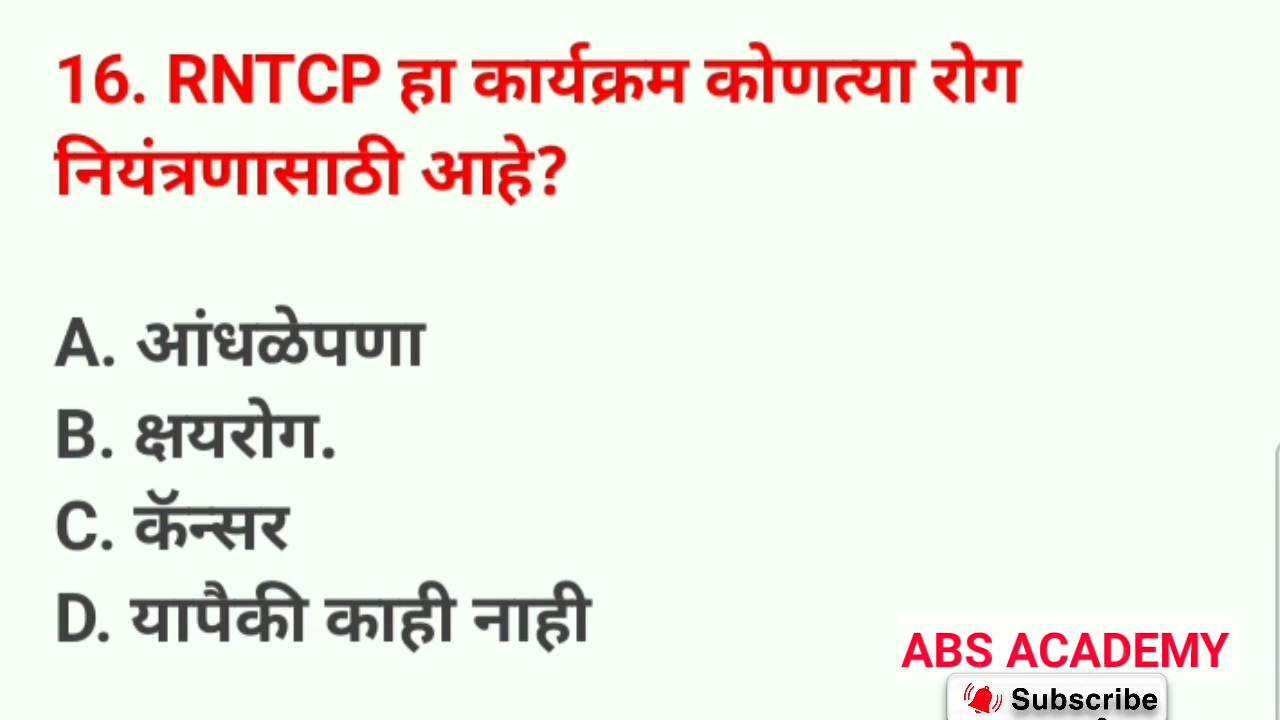 16. RNTCP हा कार्यक्रम कोणत्या रोग
नियंत्रणासाठी आहे?
A. आंधळेपणा
B. क्षयरोग.
C. कॅन्सर
D. यापैकी काही नाही
ABS ACADEMY
Subscribe